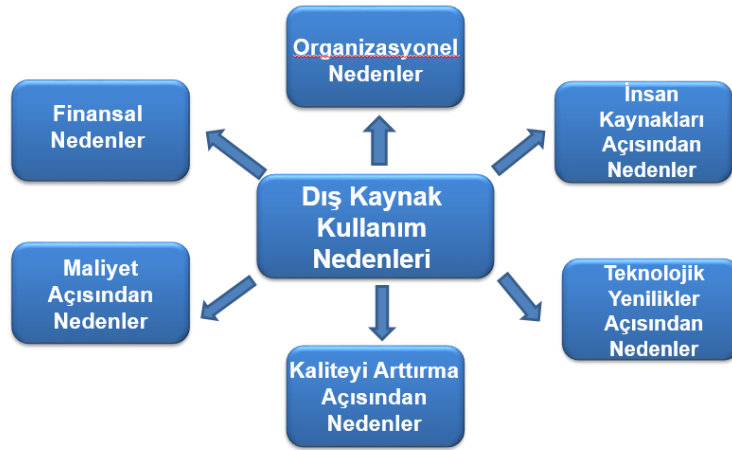 Organizasyonel
Nedenler
Finansal
Nedenler
İnsan
Kaynakları
Açısından
Nedenler
Dış Kaynak
Kullanım
Nedenleri
Maliyet
Açısından
Nedenler
Teknolojik
Yenilikler
Açısından
Nedenler
Kaliteyi Arttırma
Açısından
Nedenler